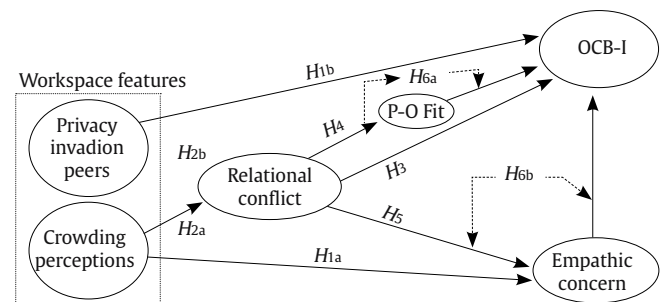 Workspace features
Privacy
invasion
peers
Crowding
perceptions
H1b
H2b
H2a
Relational
conflict
H4
H6a
P-O Fit
OCB-I
H3
H5
H6b
H1a
Empathic
concern